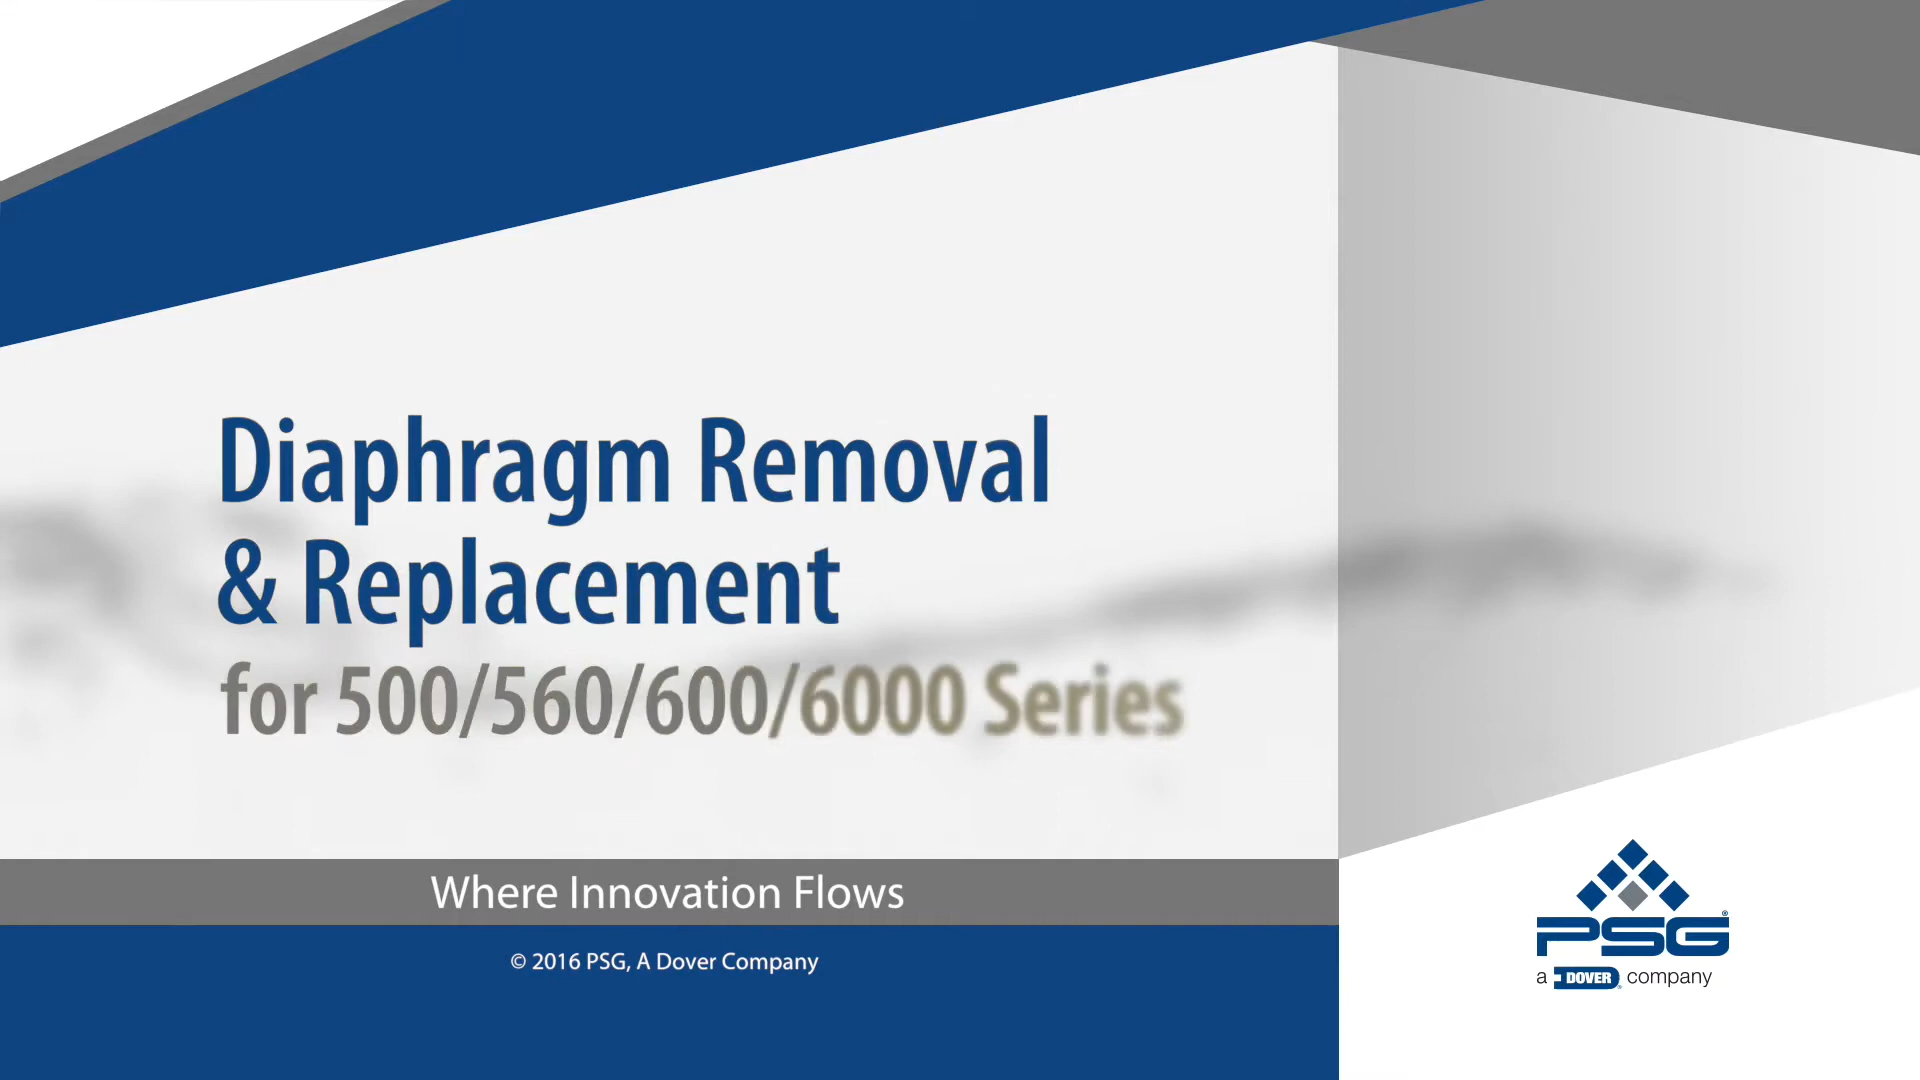 Diaphragm Removal
& Replacement
for 500/560/600/6000 Series
Where Innovation Flows
© 2016 PSG, A Dover Company
PSG®
a DOVER company